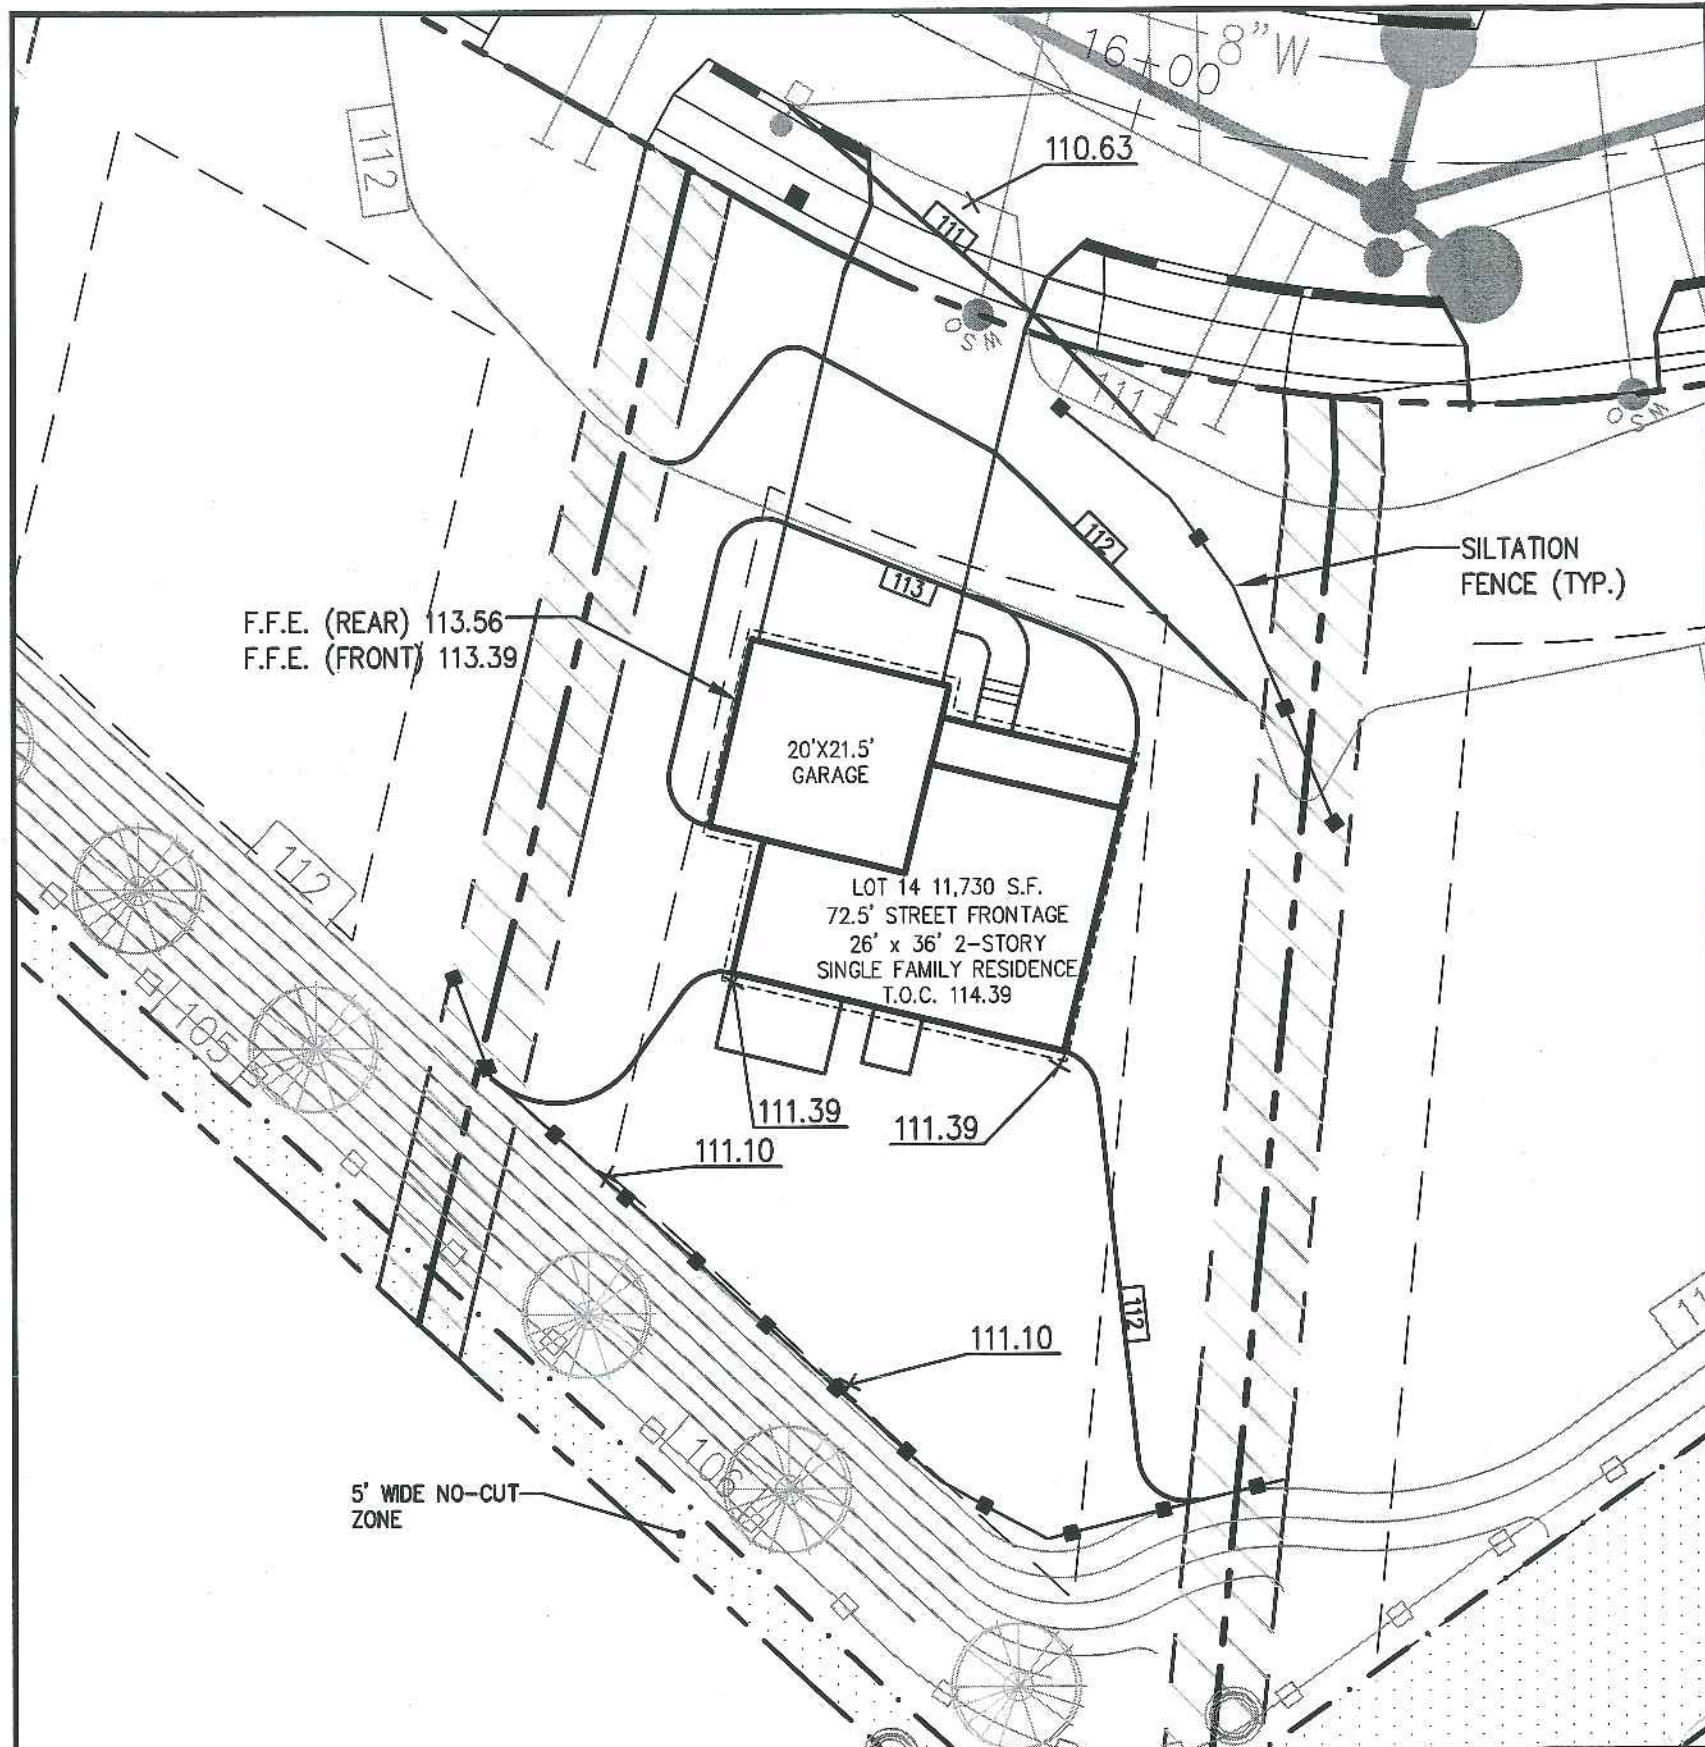 16+00
8"W
112
110.63
111
W
S
O
111
W
S
O
112
SILTATION
FENCE (TYP.)
113
F.F.E. (REAR) 113.56
F.F.E. (FRONT) 113.39
20'X21.5'
GARAGE
112
LOT 14 11,730 S.F.
72.5' STREET FRONTAGE
26' x 36' 2-STORY
SINGLE FAMILY RESIDENCE
T.O.C. 114.39
105
111.39
111.39
111.10
112
111.10
106
5' WIDE NO-CUT
ZONE